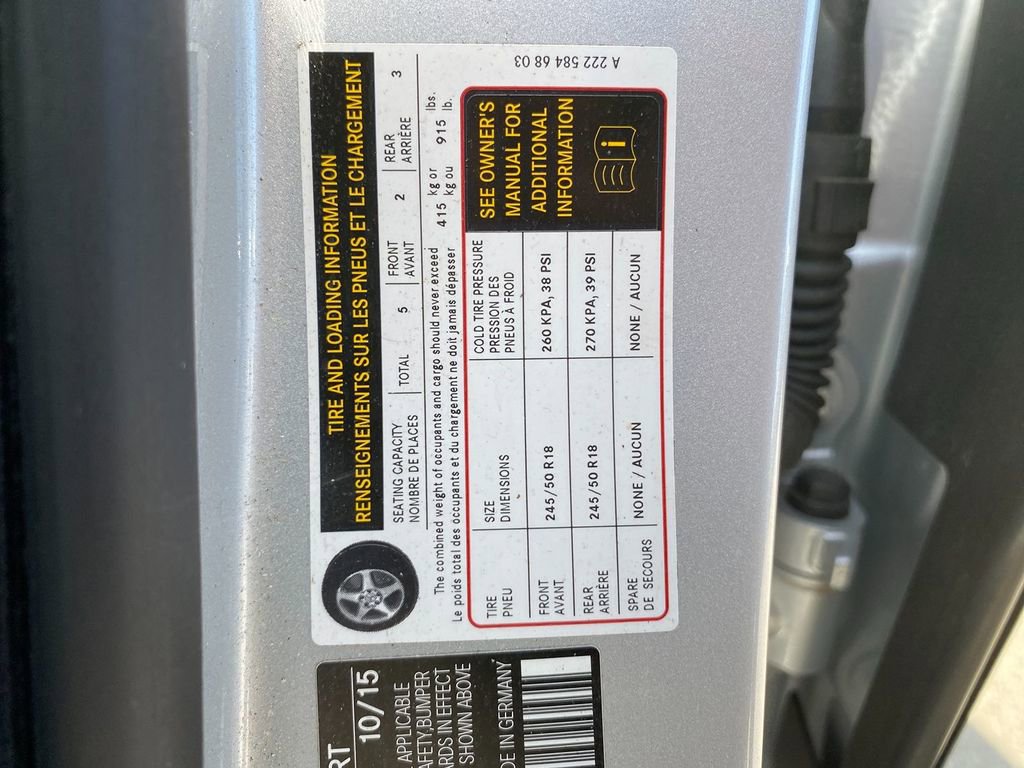 TIRE AND LOADING INFORMATION
RENSEIGNEMENTS SUR LES PNEUS ET LE CHARGEMENT
SEATING CAPACITY TOTAL 5 FRONT 2 REAR 3
NOMBRE DE PLACES AVANT ARRIÈRE
The combined weight of occupants and cargo should never exceed 415 kg or 915 lbs.
Le poids total des occupants et du chargement ne doit jamais dépasser kg ou lb.
TIRE SIZE COLD TIRE PRESSURE
PNEU DIMENSIONS PRESSION DES
PNEUS À FROID
FRONT 245/50 R18 260 KPA, 38 PSI
AVANT
REAR 245/50 R18 270 KPA, 39 PSI
ARRIÈRE
SPARE NONE / AUCUN NONE / AUCUN
DE SECOURS
SEE OWNER'S
MANUAL FOR
ADDITIONAL
INFORMATION
i
A 222 584 68 03
RT
10/15
APPLICABLE
BUMPER
IN EFFECT
SHOWN ABOVE
IN GERMANY